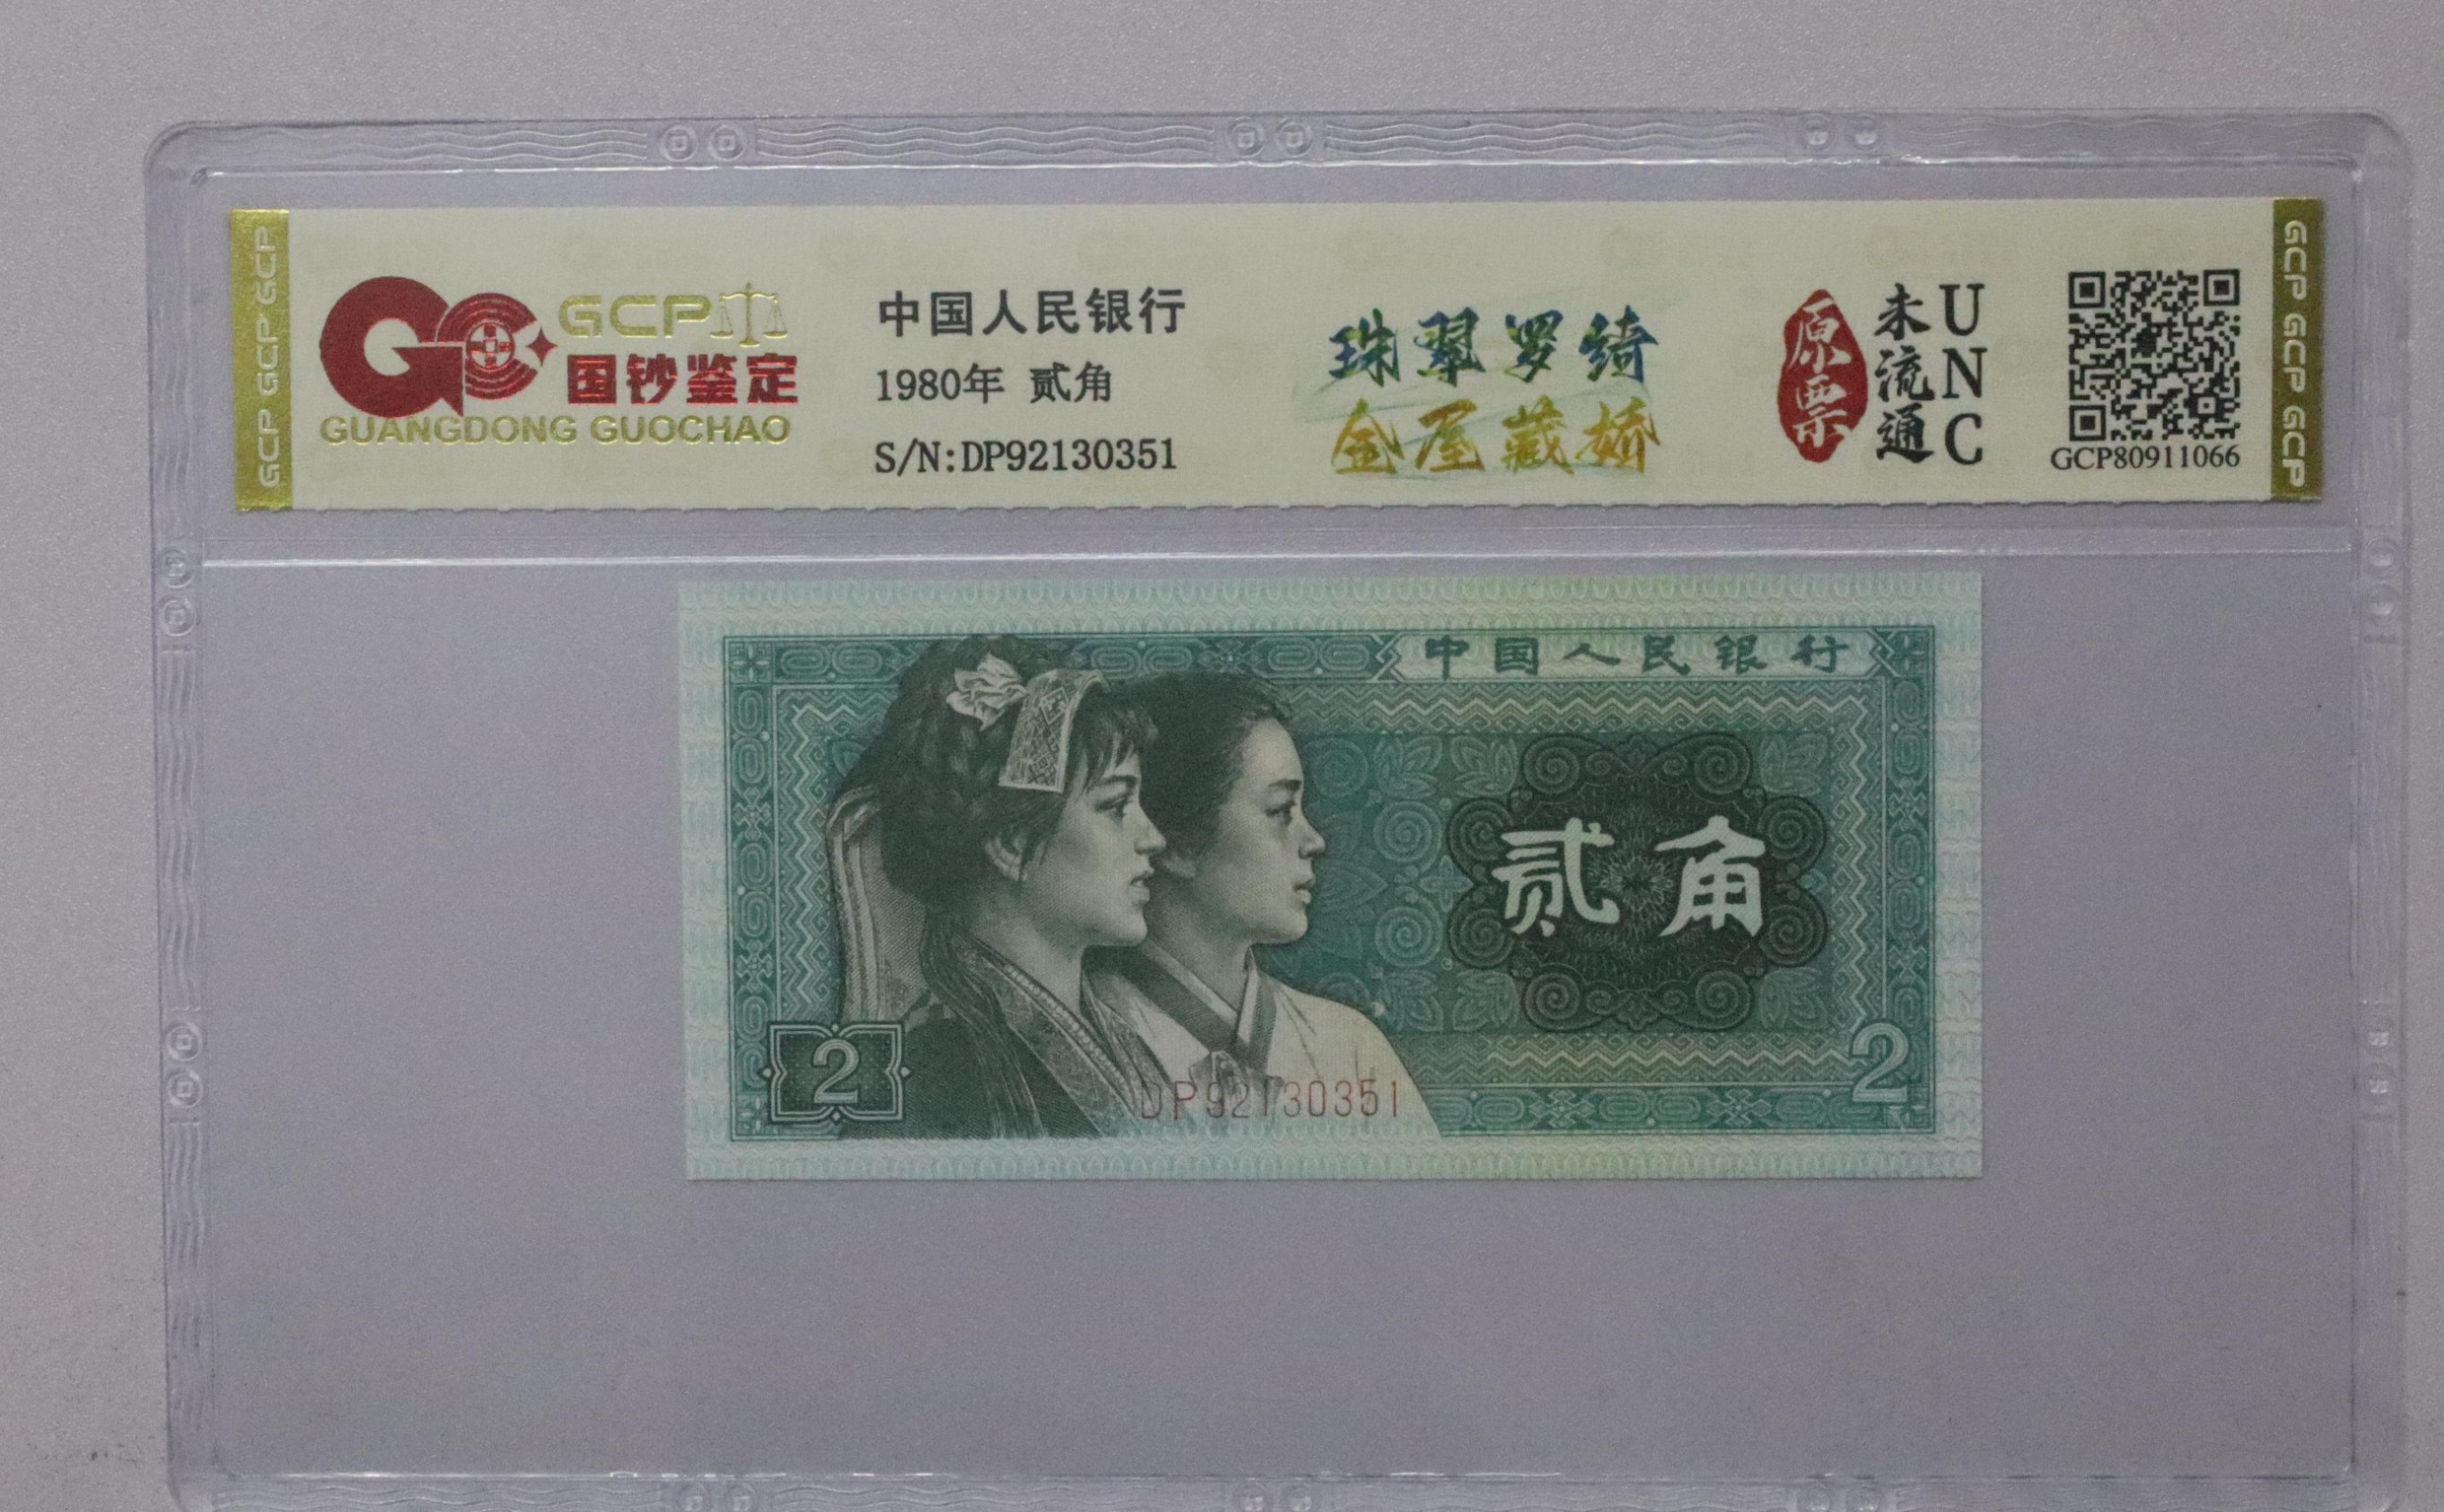 GCP GCP GCP
GCP
国钞鉴定
GUANGDONG GUOCHAO
中国人民银行
1980年 贰角
S/N:DP92130351
珠翠罗绮
金屋藏娇
原票
未流通
UNC
GCP80911066
GCP GCP GCP
中国人民银行
贰角
2
2
DP92130351